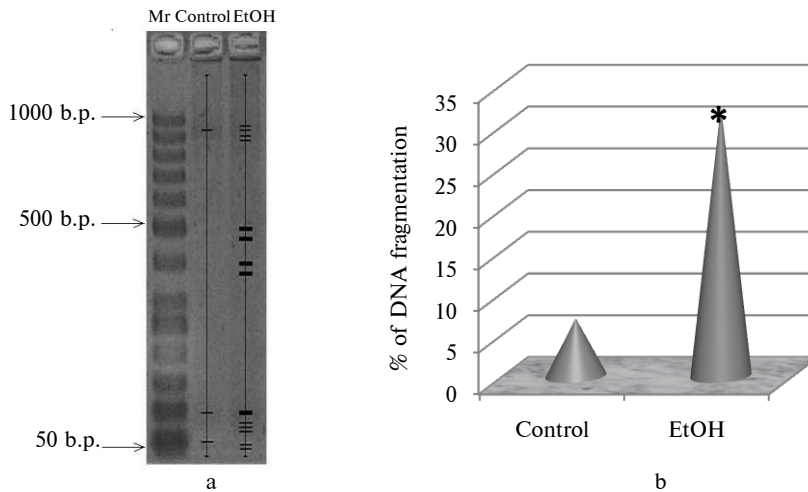 Mr Control EtOH
1000 b.p.
500 b.p.
50 b.p.
a
% of DNA fragmentation
35
30
25
20
15
10
5
0
*
Control EtOH
b